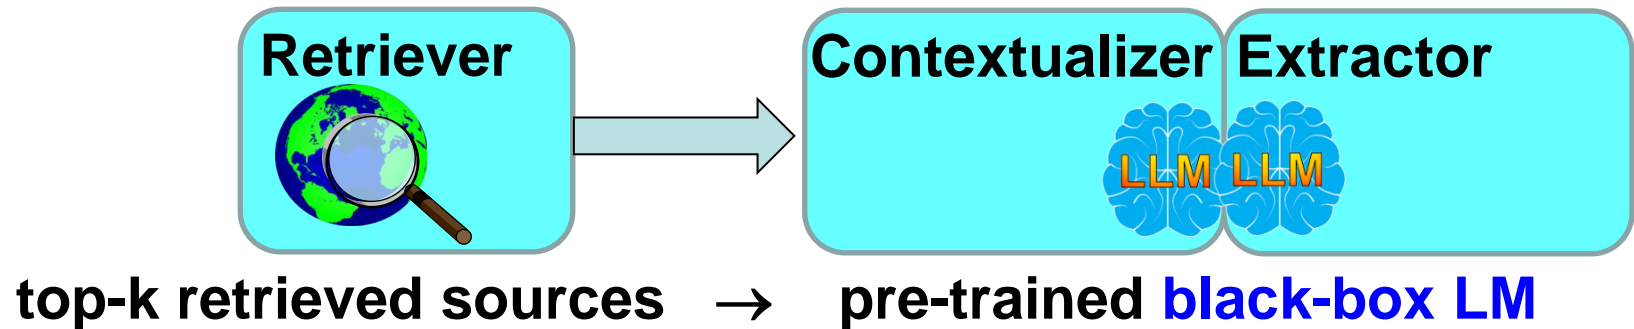 Retriever Contextualizer Extractor
LLM LLM
top-k retrieved sources → pre-trained black-box LM